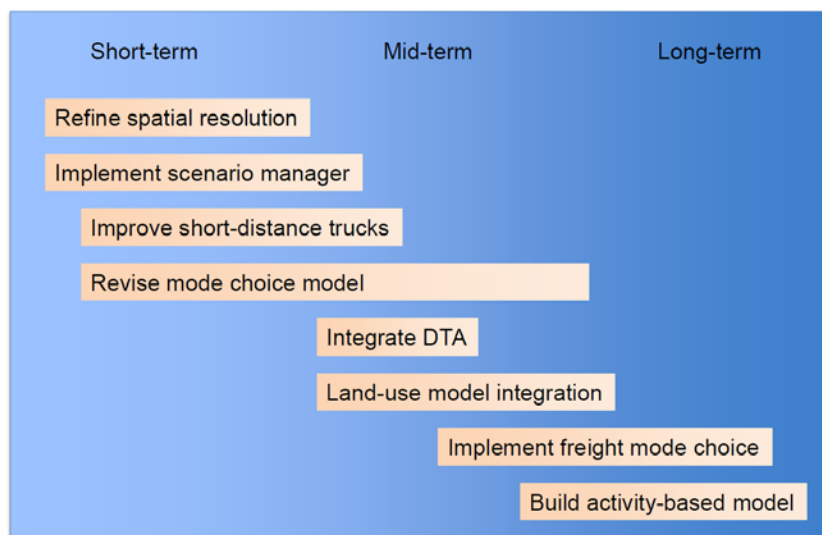 Short-term Mid-term Long-term
Refine spatial resolution
Implement scenario manager
Improve short-distance trucks
Revise mode choice model
Integrate DTA
Land-use model integration
Implement freight mode choice
Build activity-based model